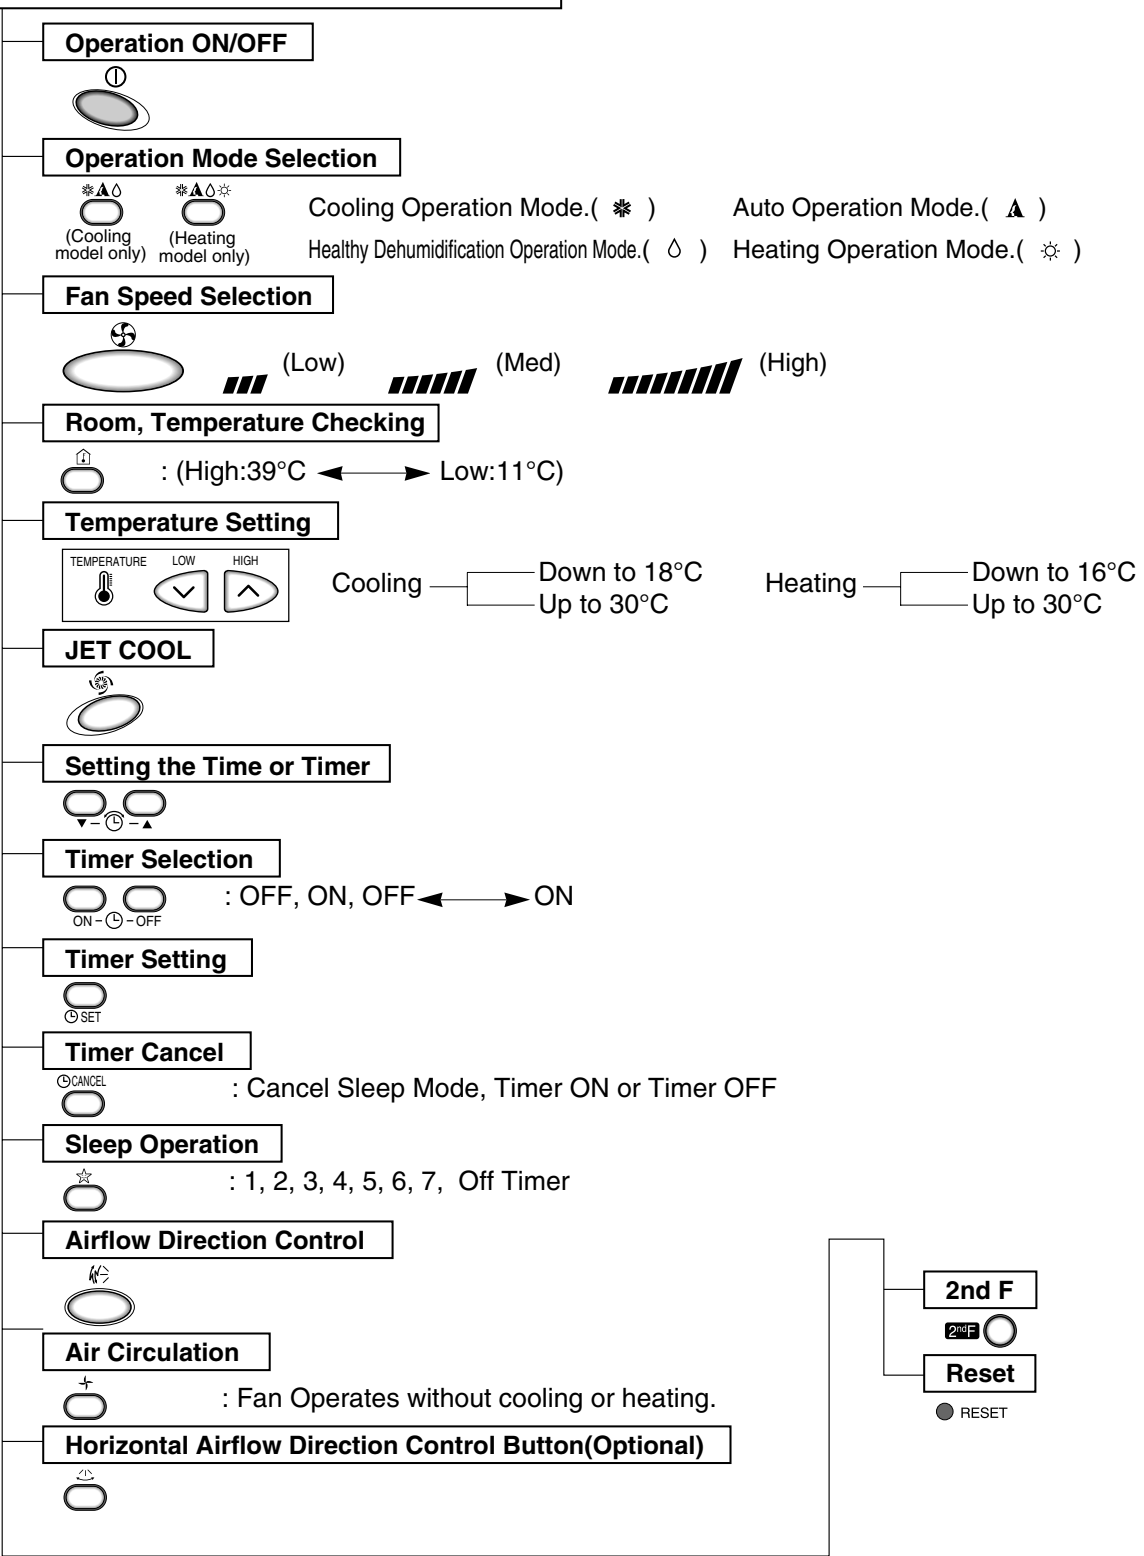 Operation ON/OFF
Operation Mode Selection
(Cooling model only)
(Heating model only)
Cooling Operation Mode.( )
Auto Operation Mode.( )
Healthy Dehumidification Operation Mode.( )
Heating Operation Mode.( )
Fan Speed Selection
(Low)
(Med)
(High)
Room, Temperature Checking
: (High:39°C Low:11°C)
Temperature Setting
TEMPERATURE
LOW
HIGH
Cooling
Down to 18°C
Up to 30°C
Heating
Down to 16°C
Up to 30°C
JET COOL
Setting the Time or Timer
Timer Selection
ON - - OFF
: OFF, ON, OFF ON
Timer Setting
SET
Timer Cancel
CANCEL
: Cancel Sleep Mode, Timer ON or Timer OFF
Sleep Operation
: 1, 2, 3, 4, 5, 6, 7, Off Timer
Airflow Direction Control
Air Circulation
: Fan Operates without cooling or heating.
Horizontal Airflow Direction Control Button(Optional)
2nd F
2ndF
Reset
RESET